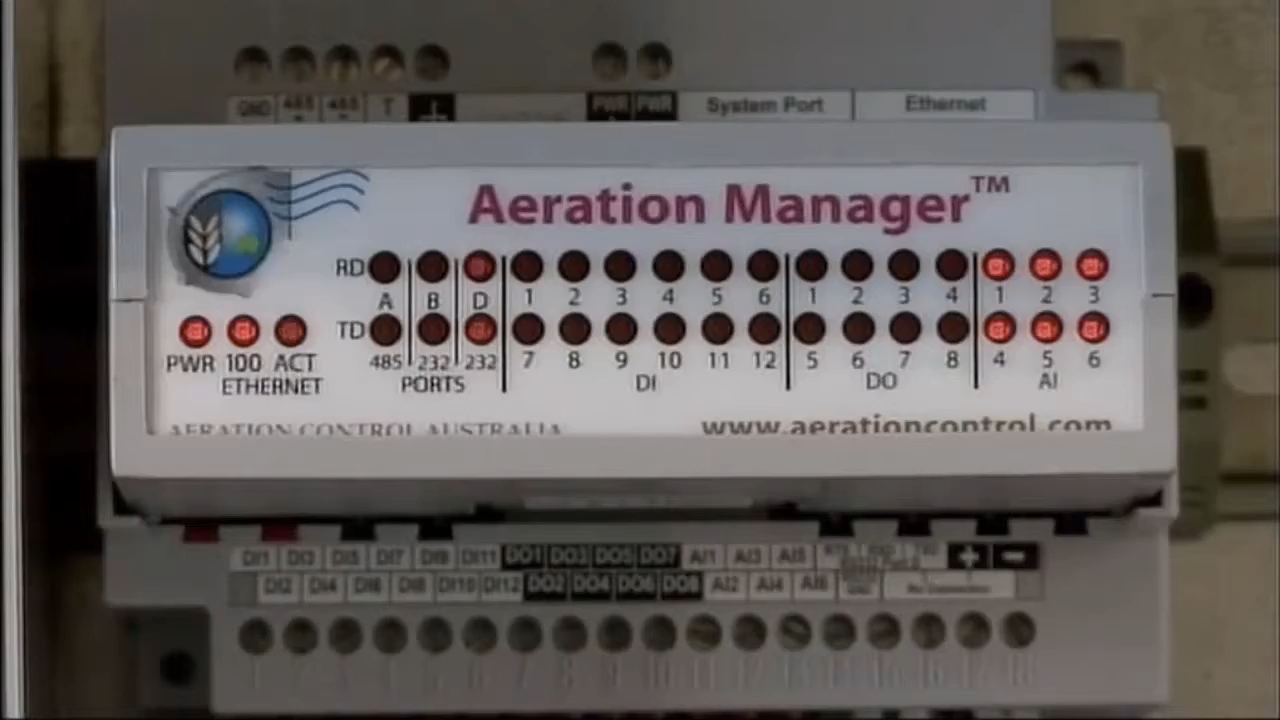 GND 485 485 T
+ -
+ PWR PWR System Port Ethernet
Aeration Manager™
RD
A B D 1 2 3 4 5 6 1 2 3 4 1 2 3
TD
PWR 100 ACT 485 232 232 7 8 9 10 11 12 5 6 7 8 4 5 6
ETHERNET PORTS DI DO AI
AERATION CONTROL AUSTRALIA www.aerationcontrol.com
DI1 DI3 DI5 DI7 DI9 DI11 DO1 DO3 DO5 DO7 AI1 AI3 AI5 + -
DI2 DI4 DI6 DI8 DI10 DI12 DO2 DO4 DO6 DO8 AI2 AI4 AI6